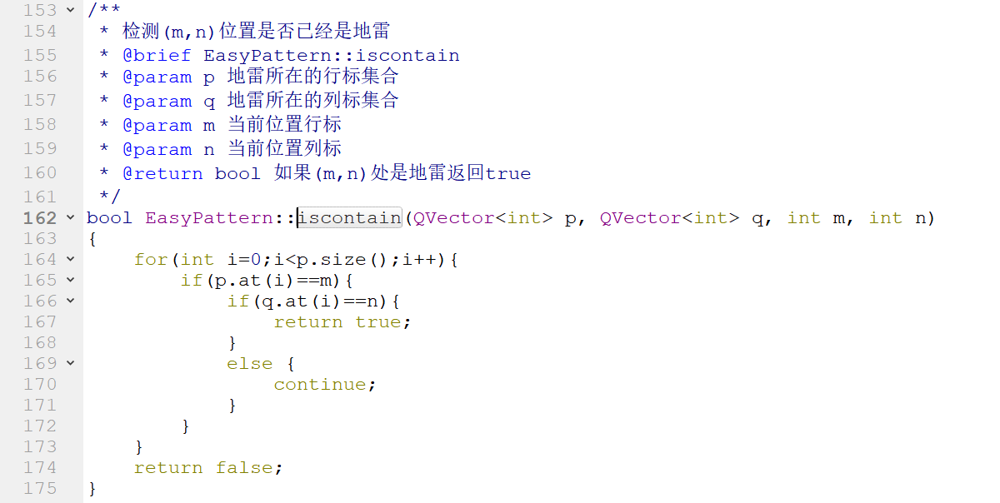 153 /**
154  * 检测(m,n)位置是否已经是地雷
155  * @brief EasyPattern::iscontain
156  * @param p 地雷所在的行标集合
157  * @param q 地雷所在的列标集合
158  * @param m 当前位置行标
159  * @param n 当前位置列标
160  * @return bool 如果(m,n)处是地雷返回true
161  */
162 bool EasyPattern::iscontain(QVector<int> p, QVector<int> q, int m, int n)
163 {
164     for(int i=0;i<p.size();i++){
165         if(p.at(i)==m){
166             if(q.at(i)==n){
167                 return true;
168             }
169             else {
170                 continue;
171             }
172         }
173     }
174     return false;
175 }